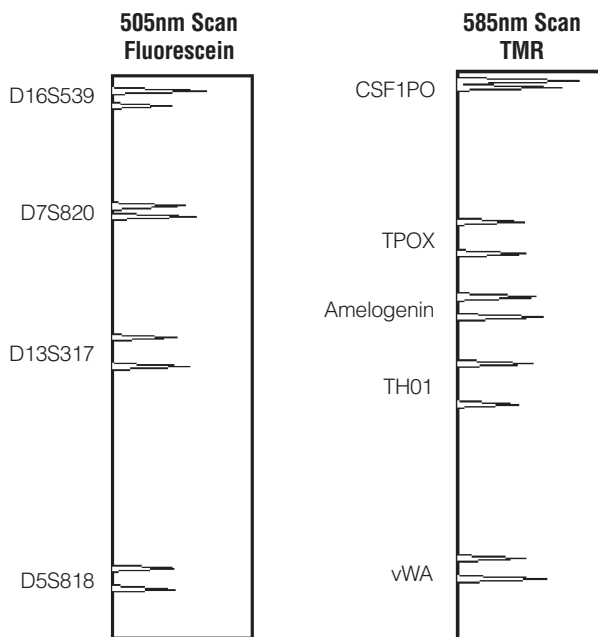 505nm Scan
Fluorescein
D16S539
D7S820
D13S317
D5S818
585nm Scan
TMR
CSF1PO
TPOX
Amelogenin
TH01
vWA